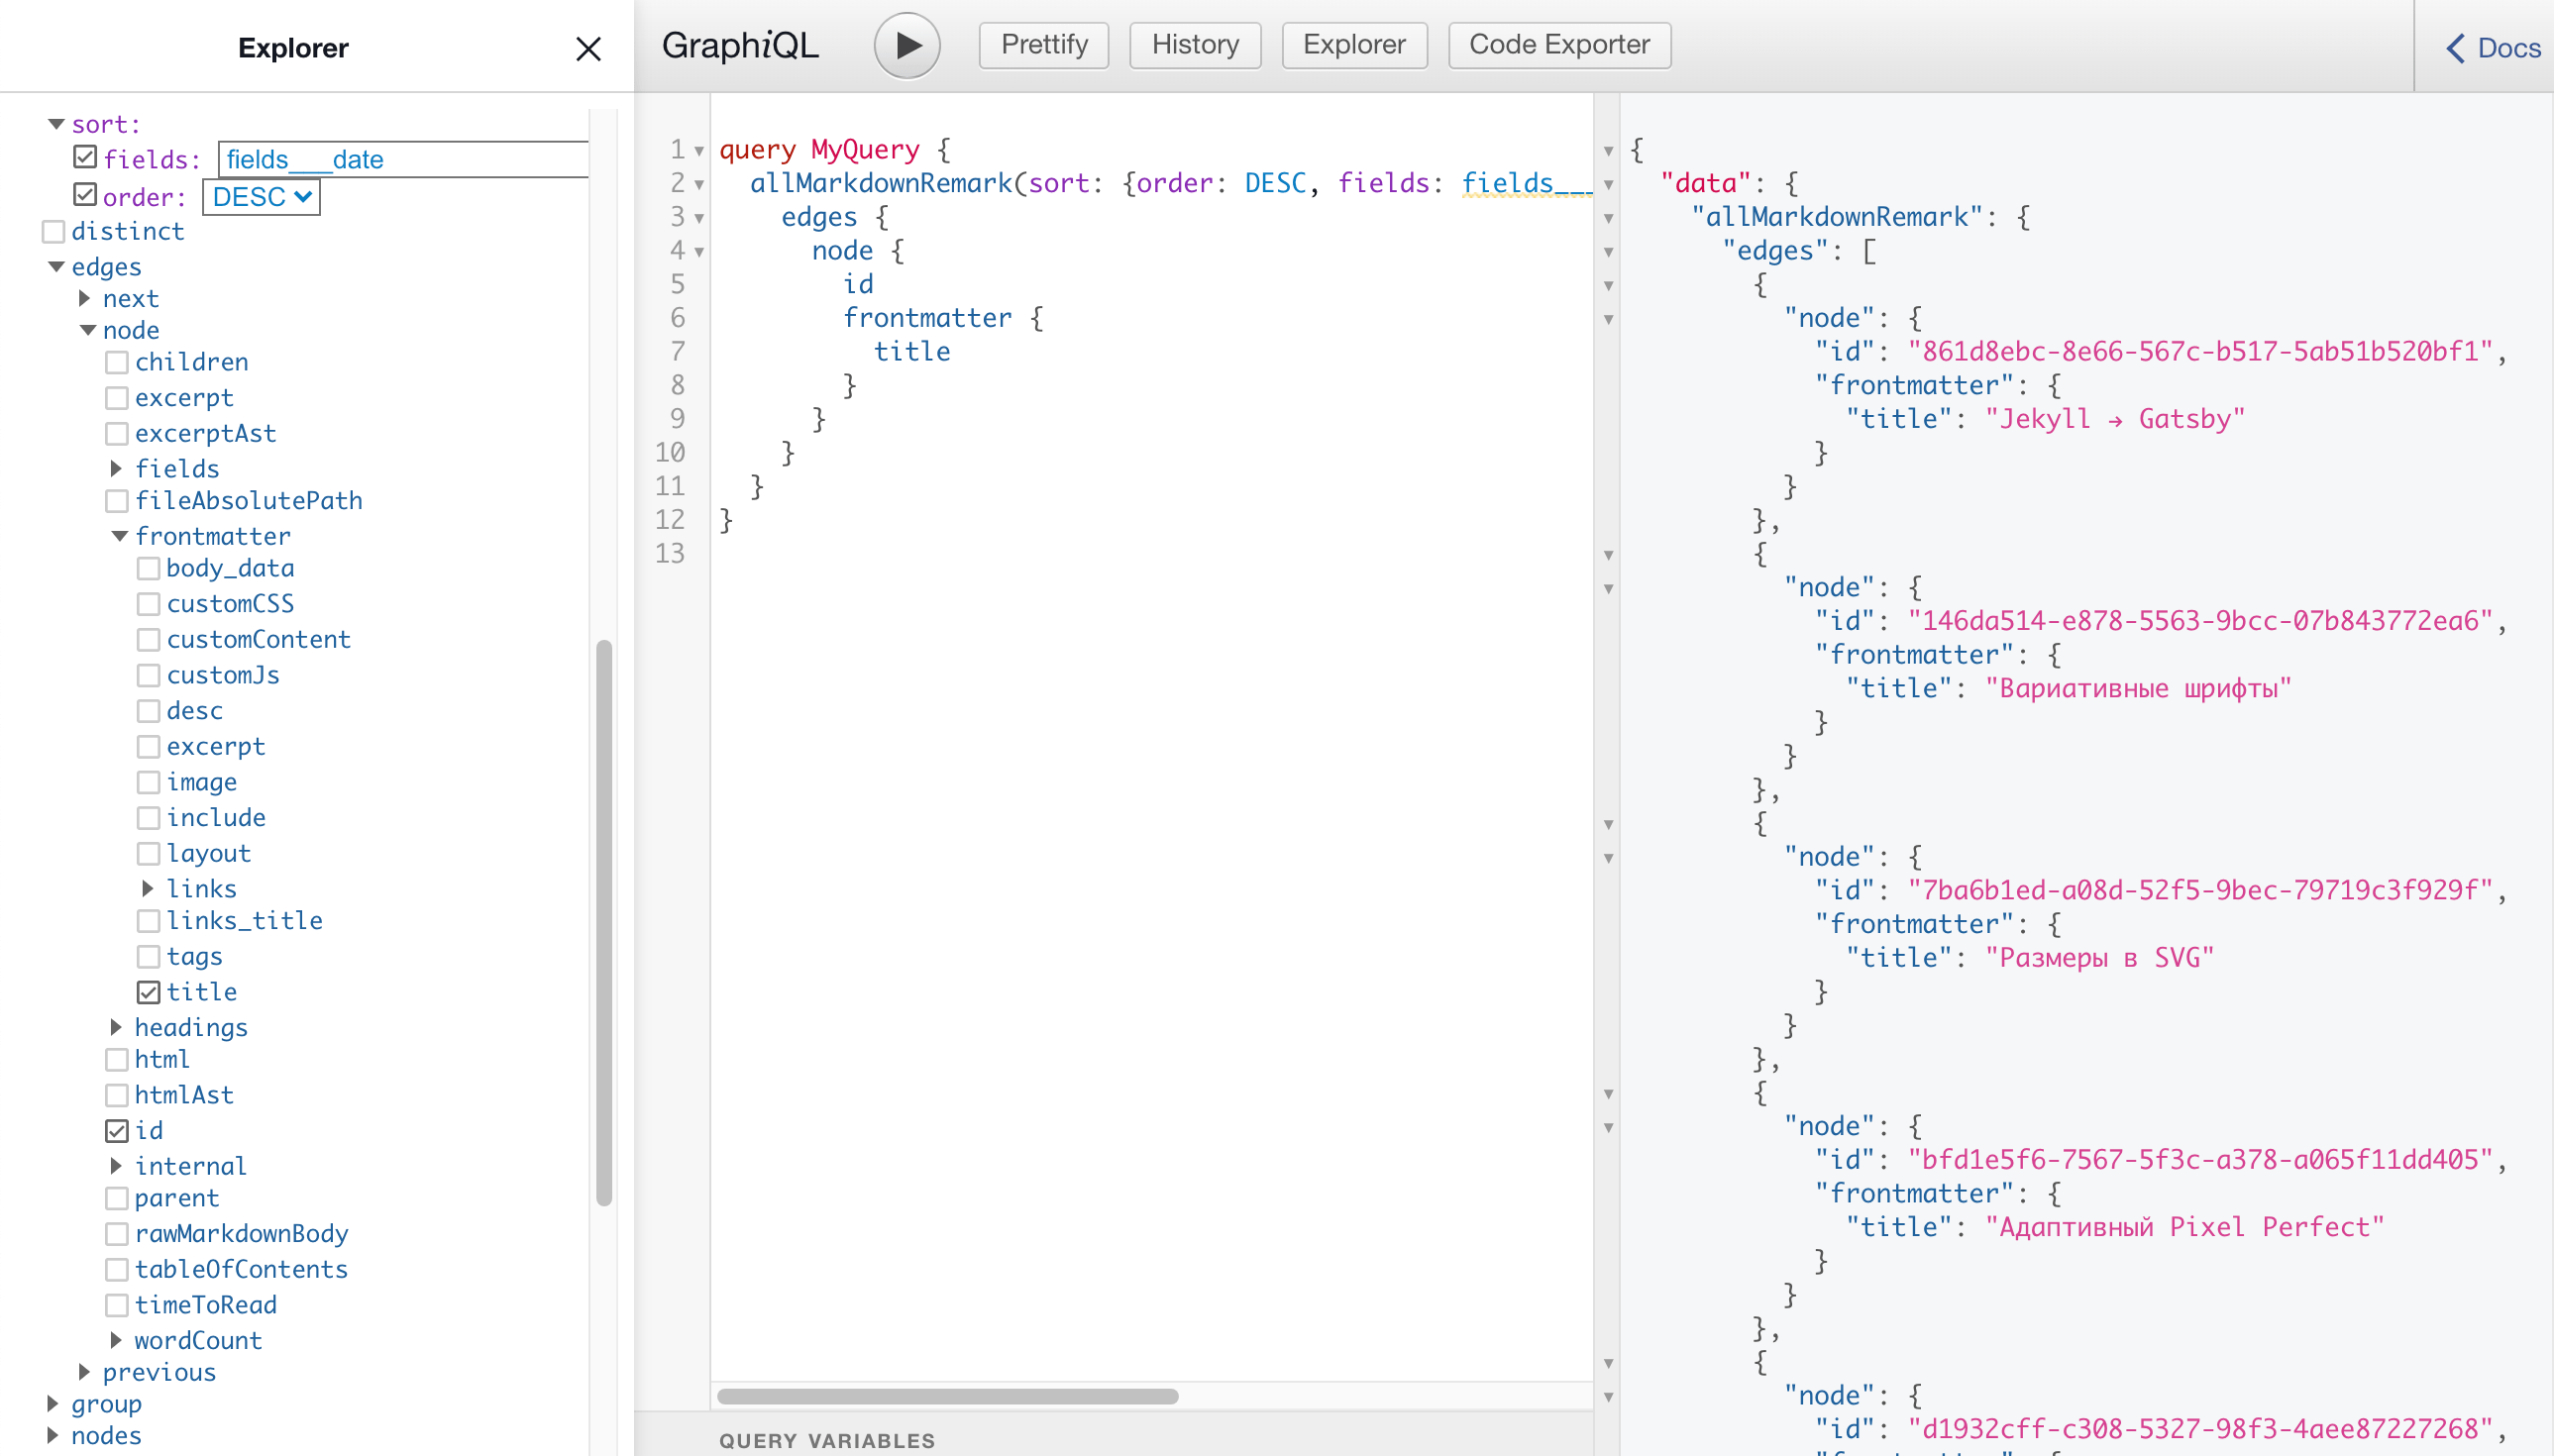 Explorer
sort:
fields: fields___date
order: DESC
distinct
edges
next
node
children
excerpt
excerptAst
fields
fileAbsolutePath
frontmatter
body_data
customCSS
customContent
customJs
desc
excerpt
image
include
layout
links
links_title
tags
title
headings
html
htmlAst
id
internal
parent
rawMarkdownBody
tableOfContents
timeToRead
wordCount
previous
group
nodes
GraphiQL
Prettify
History
Explorer
Code Exporter
Docs
1 query MyQuery {
2 allMarkdownRemark(sort: {order: DESC, fields: fields___
3 edges {
4 node {
5 id
6 frontmatter {
7 title
8 }
9 }
10 }
11 }
12 }
13
QUERY VARIABLES
{
"data": {
"allMarkdownRemark": {
"edges": [
{
"node": {
"id": "861d8ebc-8e66-567c-b517-5ab51b520bf1",
"frontmatter": {
"title": "Jekyll → Gatsby"
}
}
},
{
"node": {
"id": "146da514-e878-5563-9bcc-07b843772ea6",
"frontmatter": {
"title": "Вариативные шрифты"
}
}
},
{
"node": {
"id": "7ba6b1ed-a08d-52f5-9bec-79719c3f929f",
"frontmatter": {
"title": "Размеры в SVG"
}
}
},
{
"node": {
"id": "bfd1e5f6-7567-5f3c-a378-a065f11dd405",
"frontmatter": {
"title": "Адаптивный Pixel Perfect"
}
}
},
{
"node": {
"id": "d1932cff-c308-5327-98f3-4aee87227268",